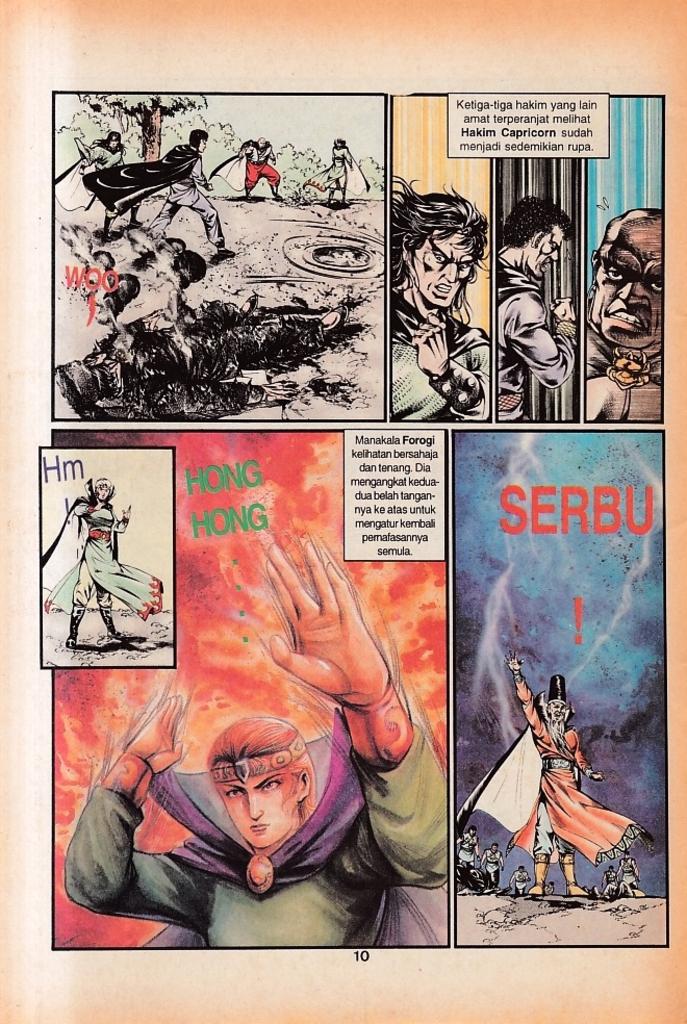 WOO
!
Ketiga-tiga hakim yang lain
amat terperanjat melihat
Hakim Capricorn sudah
menjadi sedemikian rupa.
Hm
!
HONG
HONG
....
Manakala Forogi
kelihatan bersahaja
dan tenang. Dia
mengangkat kedua-
dua belah tangan-
nya ke atas untuk
mengatur kembali
pernafasannya
semula.
SERBU
!
10